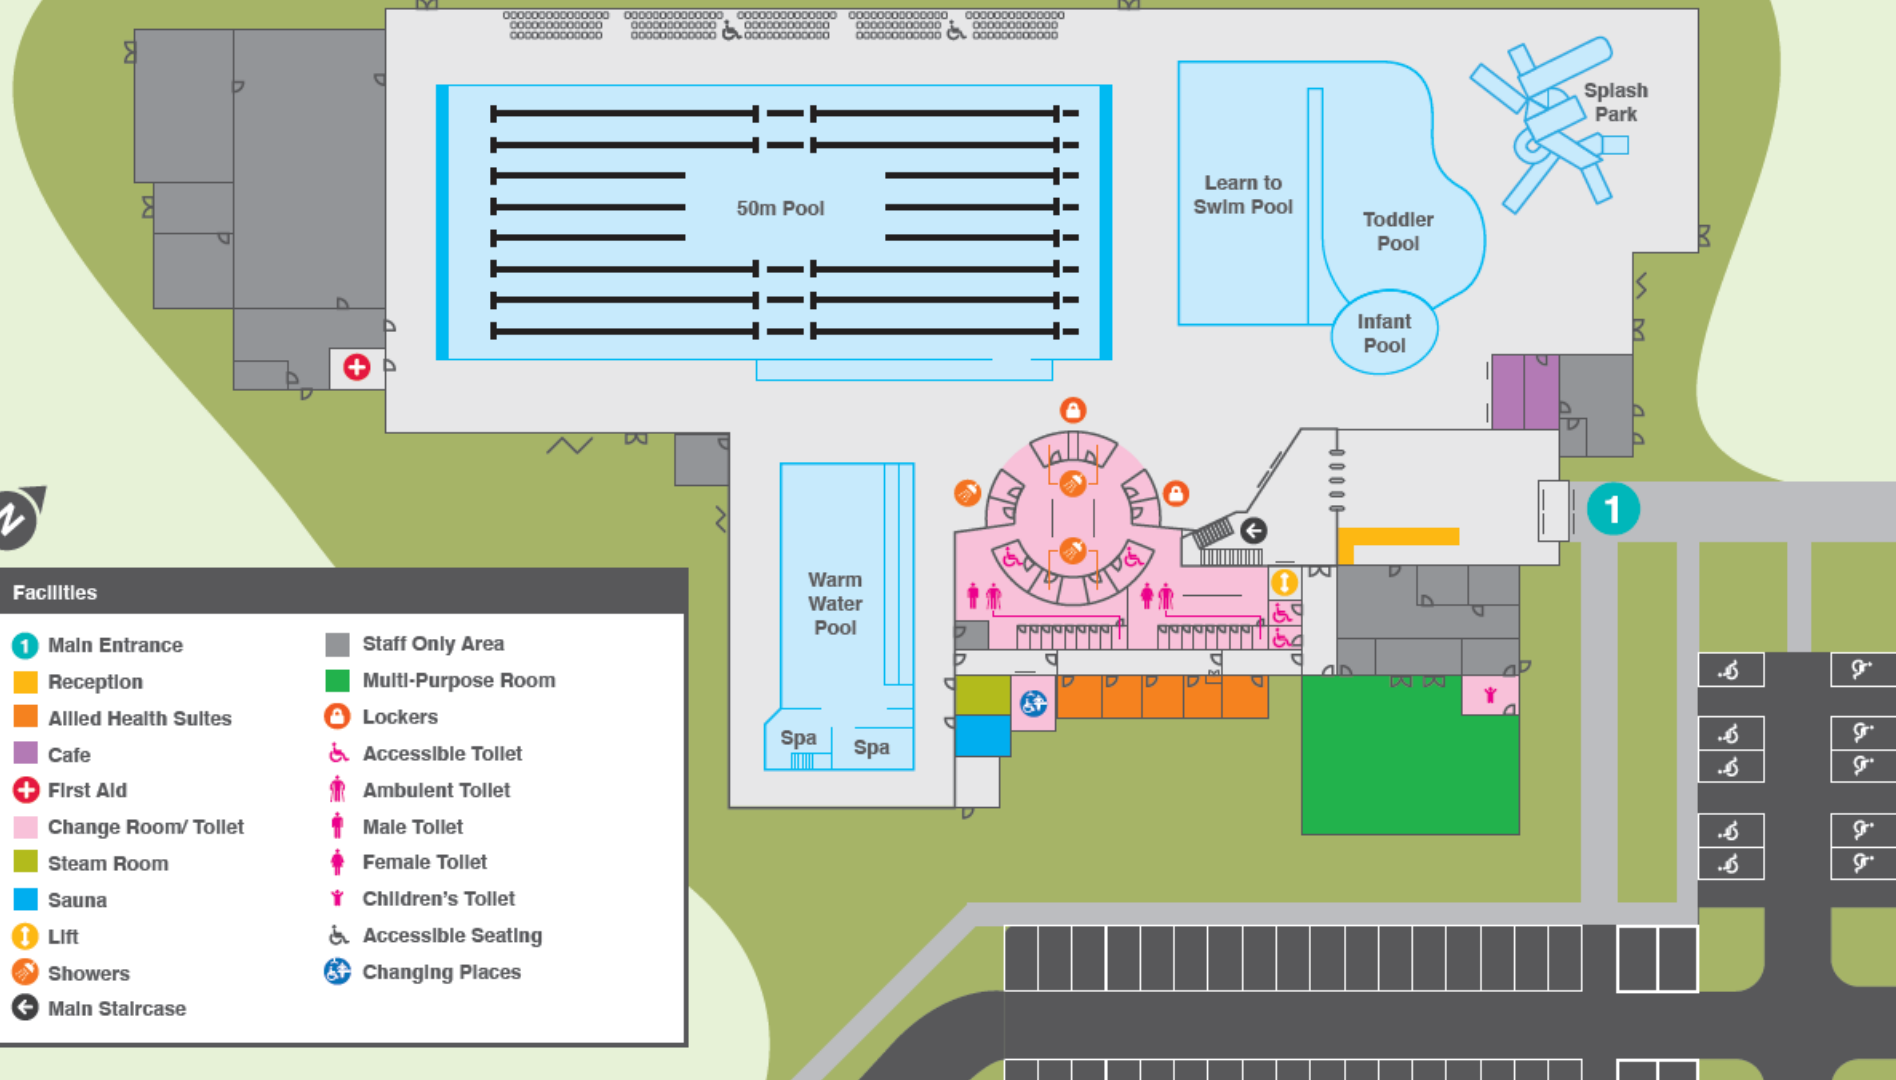 Splash
Park
Learn to
Swim Pool
50m Pool
Toddler
Pool
Infant
Pool
N
1
Warm
Water
Pool
Spa
Spa
Facilities
1 Main Entrance
Reception
Allied Health Suites
Cafe
First Aid
Change Room/ Toilet
Steam Room
Sauna
Lift
Showers
Main Staircase
Staff Only Area
Multi-Purpose Room
Lockers
Accessible Toilet
Ambulent Toilet
Male Toilet
Female Toilet
Children's Toilet
Accessible Seating
Changing Places